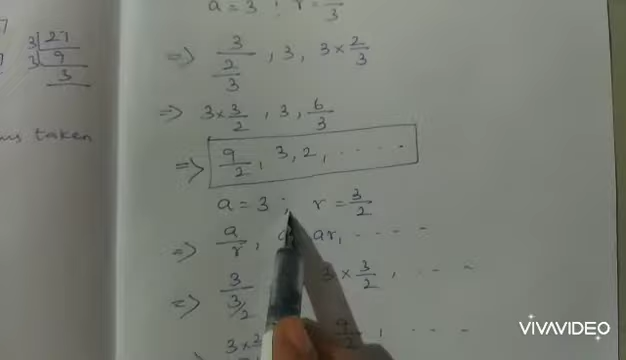 7
3 27
3 9
3
taken
a = 3 ; r = /3
=> 3/(2/3) , 3 , 3 × 2/3
=> 3 × 3/2 , 3 , 6/3
=> 9/2 , 3, 2, .....
a = 3 ; r = 3/2
=> a/r , a, ar, ....
=> 3/(3/2) 3 × 3/2 , ...
3 × 2 9/2 , ...
VIVAVIDEO